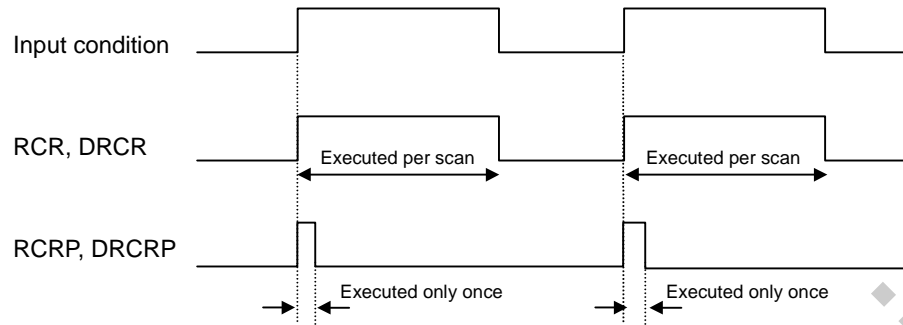 Input condition
RCR, DRCR
Executed per scan
Executed per scan
RCRP, DRCRP
Executed only once
Executed only once